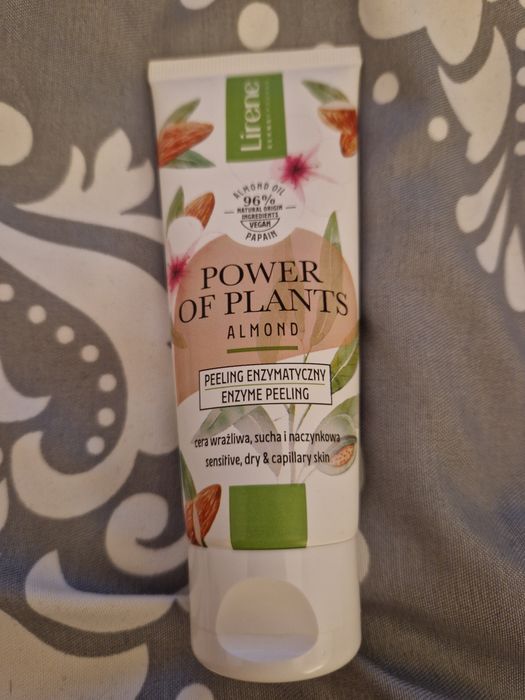 Lirene
ALMOND OIL
96%
NATURAL ORIGIN
INGREDIENTS
VEGAN
PAPAIN
POWER
OF PLANTS
ALMOND
PEELING ENZYMATYCZNY
ENZYME PEELING
cera wrażliwa, sucha i naczynkowa
sensitive, dry & capillary skin